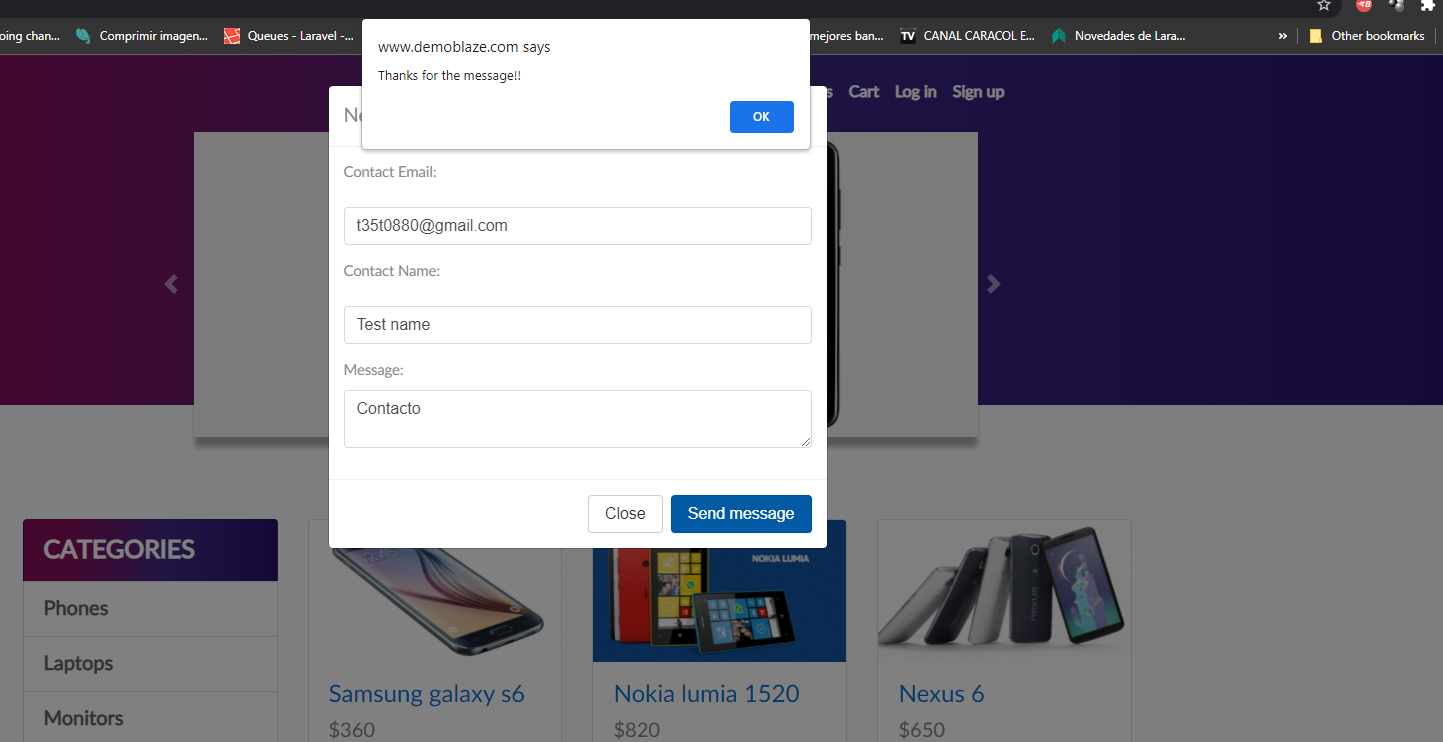 oing chan... Comprimir imagen... Queues - Laravel -... mejores ban... TV CANAL CARACOL E... Novedades de Lara... » Other bookmarks
www.demoblaze.com says
Thanks for the message!!
OK
s Cart Log in Sign up
Ne
Contact Email:
t35t0880@gmail.com
Contact Name:
Test name
Message:
Contacto
Close Send message
CATEGORIES
Phones
Laptops
Monitors
NOKIA LUMIA
Samsung galaxy s6
$360
Nokia lumia 1520
$820
Nexus 6
$650